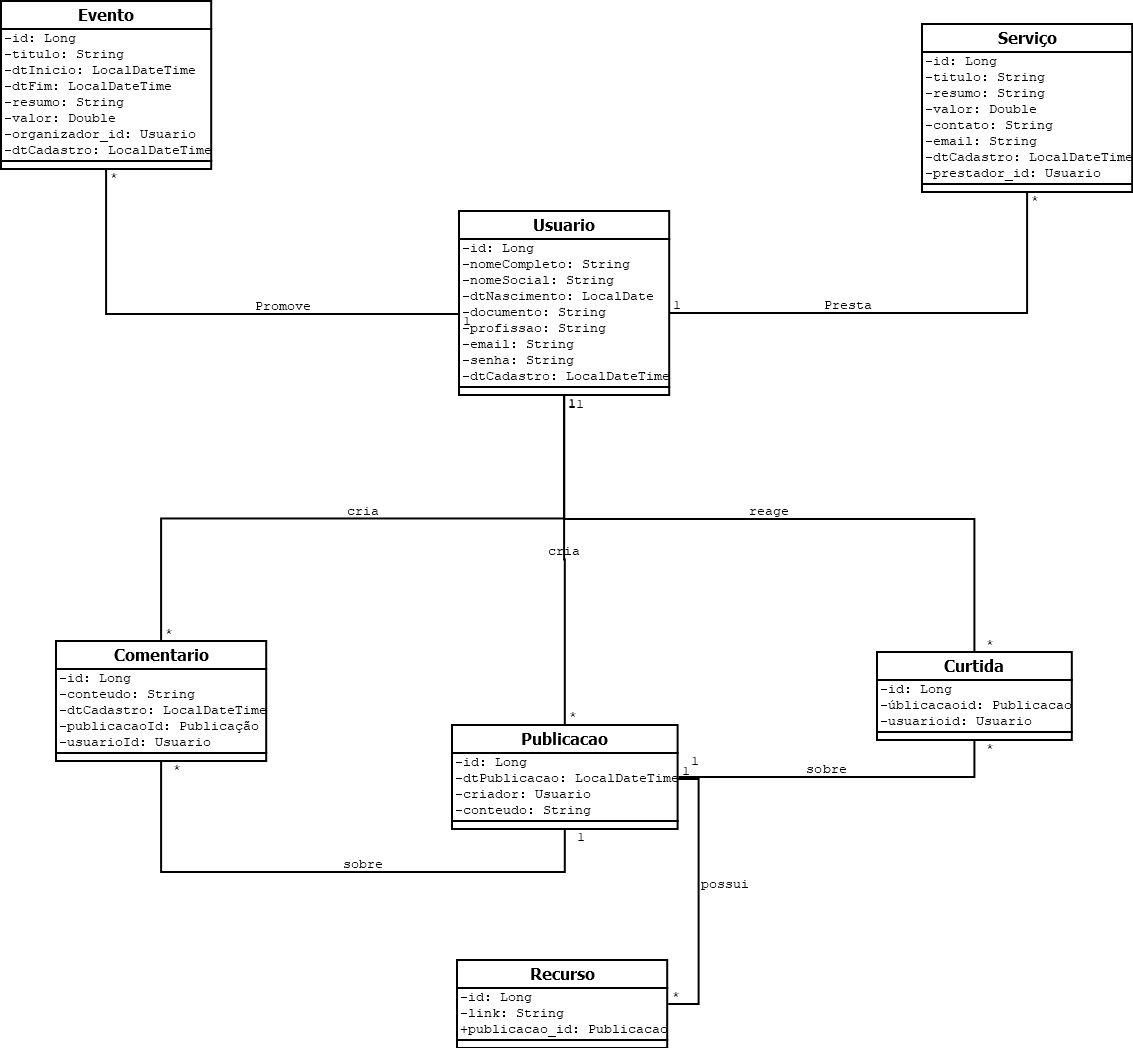 Evento
-id: Long
-titulo: String
-dtInicio: LocalDateTime
-dtFim: LocalDateTime
-resumo: String
-valor: Double
-organizador_id: Usuario
-dtCadastro: LocalDateTime
*
Serviço
-id: Long
-titulo: String
-resumo: String
-valor: Double
-contato: String
-email: String
-dtCadastro: LocalDateTime
-prestador_id: Usuario
*
Usuario
-id: Long
-nomeCompleto: String
-nomeSocial: String
-dtNascimento: LocalDate
-documento: String
-profissao: String
-email: String
-senha: String
-dtCadastro: LocalDateTime
Promove
1
1
Presta
1
1
cria
reage
cria
*
*
*
Comentario
-id: Long
-conteudo: String
-dtCadastro: LocalDateTime
-publicacaoId: Publicação
-usuarioId: Usuario
*
Curtida
-id: Long
-úblicacaoid: Publicacao
-usuarioid: Usuario
*
Publicacao
-id: Long
-dtPublicacao: LocalDateTime
-criador: Usuario
-conteudo: String
1
1
sobre
1
sobre
possui
Recurso
-id: Long
-link: String
+publicacao_id: Publicacao
*